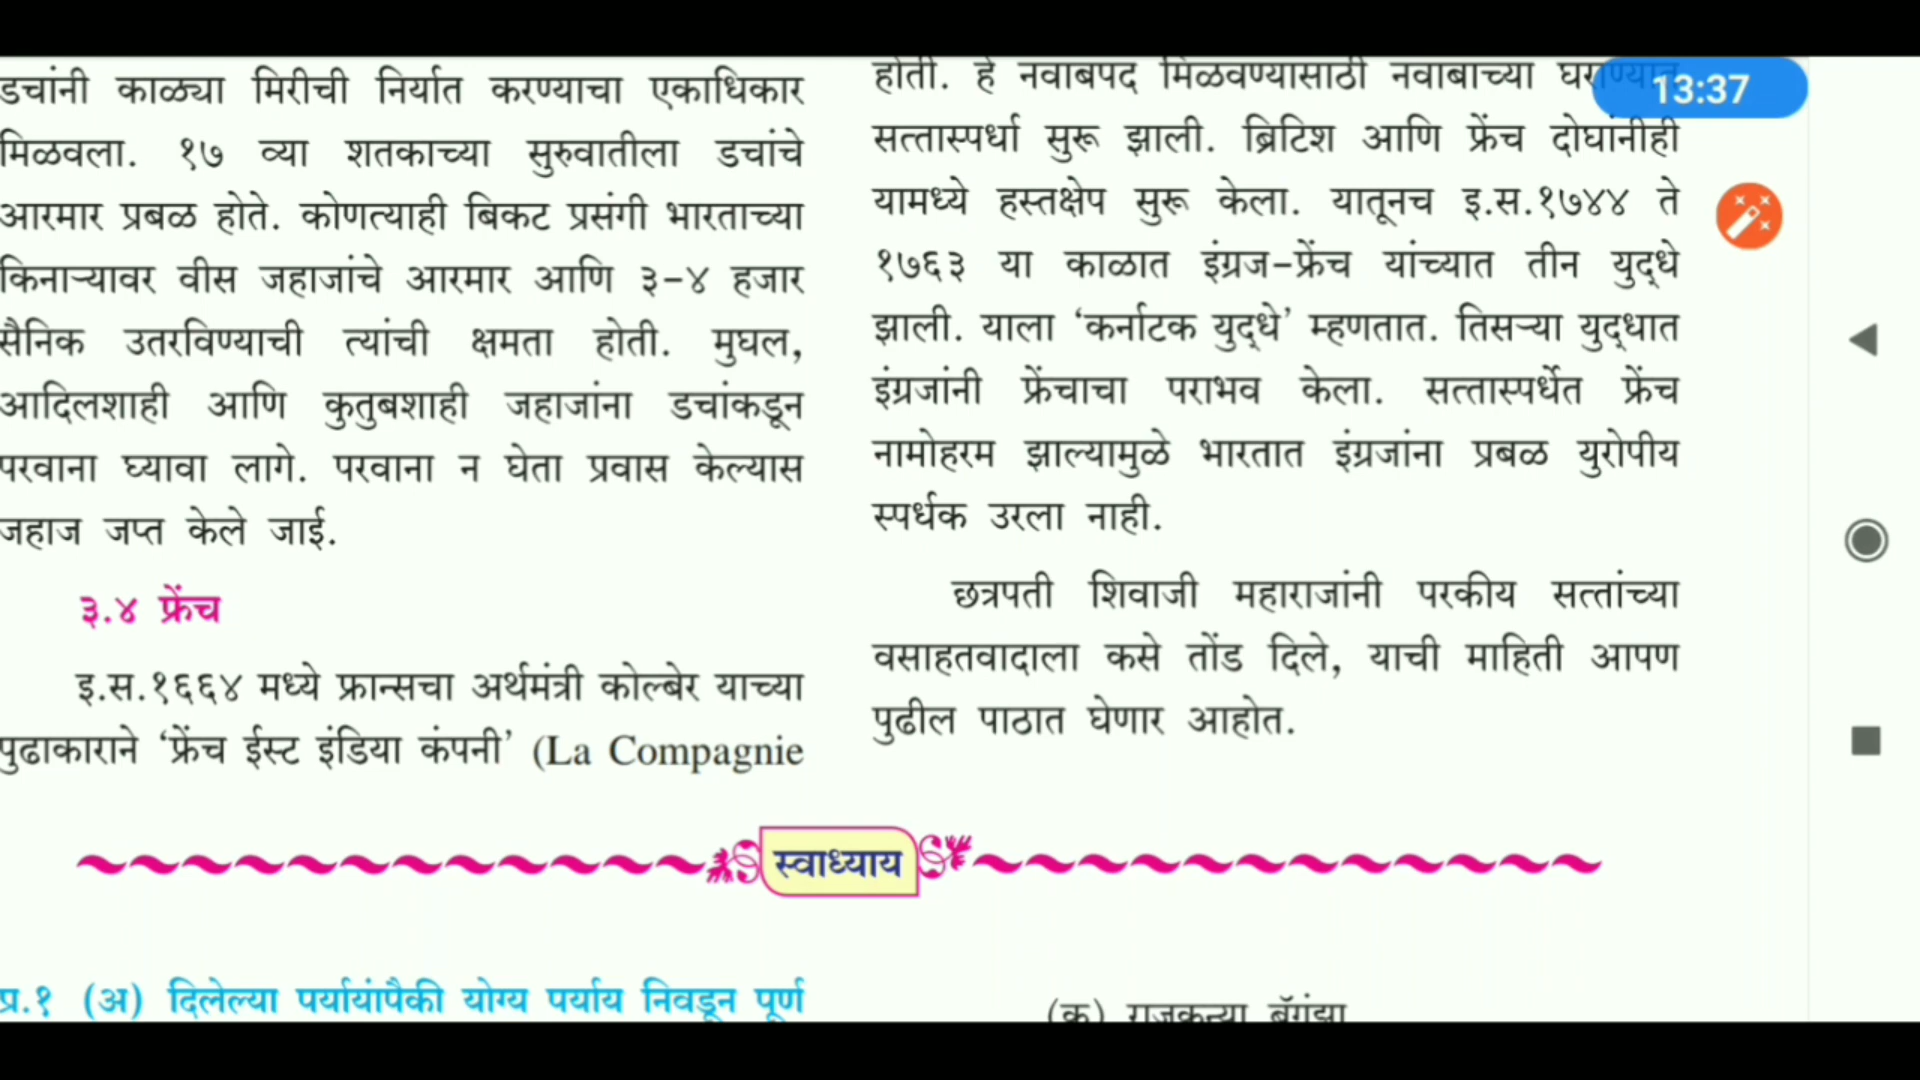 डचांनी काळ्या मिरीची निर्यात करण्याचा एकाधिकार
मिळवला. १७ व्या शतकाच्या सुरुवातीला डचांचे
आरमार प्रबळ होते. कोणत्याही बिकट प्रसंगी भारताच्या
किनाऱ्यावर वीस जहाजांचे आरमार आणि ३-४ हजार
सैनिक उतरविण्याची त्यांची क्षमता होती. मुघल,
आदिलशाही आणि कुतुबशाही जहाजांना डचांकडून
परवाना घ्यावा लागे. परवाना न घेता प्रवास केल्यास
जहाज जप्त केले जाई.
३.४ फ्रेंच
इ.स.१६६४ मध्ये फ्रान्सचा अर्थमंत्री कोल्बेर याच्या
पुढाकाराने ‘फ्रेंच ईस्ट इंडिया कंपनी’ (La Compagnie
होती. हे नवाबपद मिळवण्यासाठी नवाबाच्या घराण्यात
13:37
सत्तास्पर्धा सुरू झाली. ब्रिटिश आणि फ्रेंच दोघांनीही
यामध्ये हस्तक्षेप सुरू केला. यातूनच इ.स.१७४४ ते
१७६३ या काळात इंग्रज-फ्रेंच यांच्यात तीन युद्धे
झाली. याला ‘कर्नाटक युद्धे’ म्हणतात. तिसऱ्या युद्धात
इंग्रजांनी फ्रेंचाचा पराभव केला. सत्तास्पर्धेत फ्रेंच
नामोहरम झाल्यामुळे भारतात इंग्रजांना प्रबळ युरोपीय
स्पर्धक उरला नाही.
छत्रपती शिवाजी महाराजांनी परकीय सत्तांच्या
वसाहतवादाला कसे तोंड दिले, याची माहिती आपण
पुढील पाठात घेणार आहोत.
स्वाध्याय
प्र.१ (अ) दिलेल्या पर्यायांपैकी योग्य पर्याय निवडून पूर्ण
(क) राजकन्या बॅगंझा